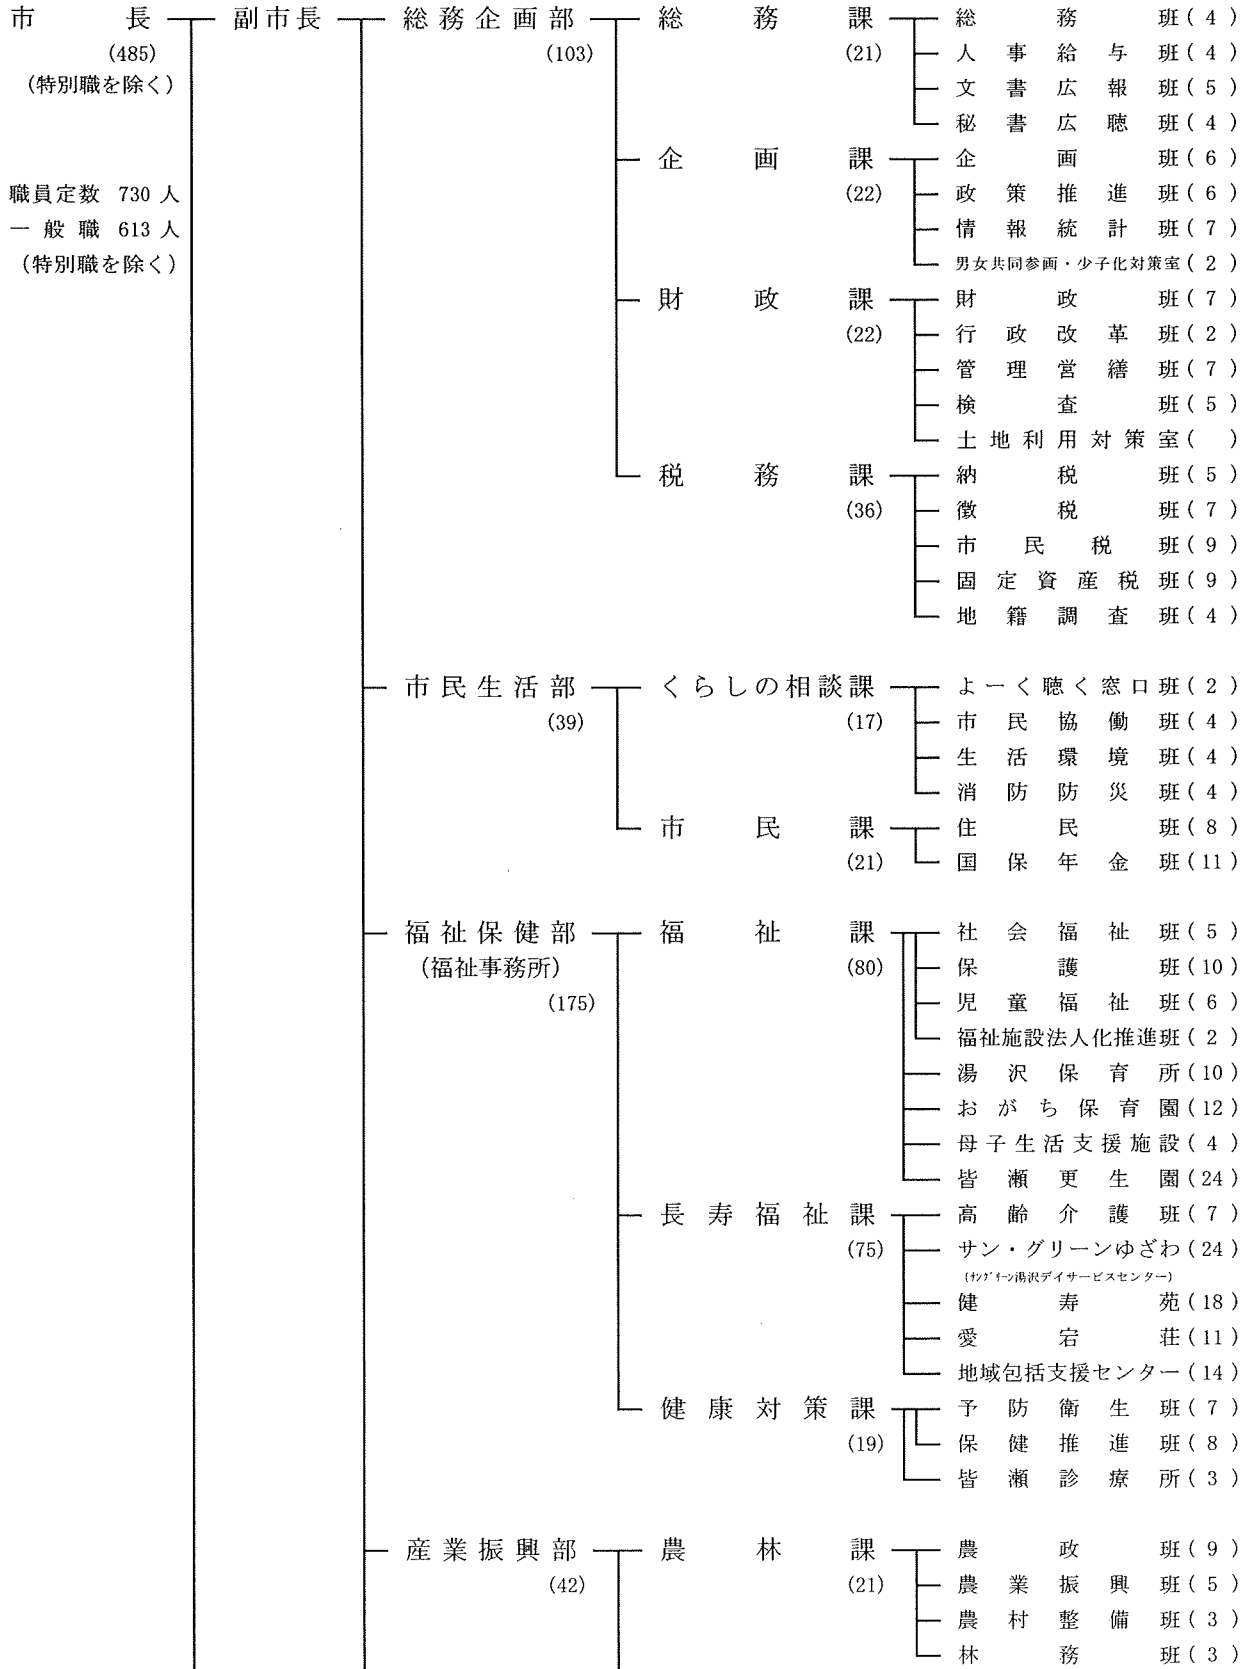 市長 副市長 総務企画部 総務課 総務班(4)
(485) (103) (21) 人事給与班(4)
(特別職を除く) 文書広報班(5)
秘書広聴班(4)
企画課 企画班(6)
職員定数 730人 (22) 政策推進班(6)
一般職 613人 情報統計班(7)
(特別職を除く) 男女共同参画・少子化対策室(2)
財政課 財政班(7)
(22) 行政改革班(2)
管理営繕班(7)
検査班(5)
土地利用対策室( )
税務課 納税班(5)
(36) 徴税班(7)
市民税班(9)
固定資産税班(9)
地籍調査班(4)
市民生活部 くらしの相談課 よーく聴く窓口班(2)
(39) (17) 市民協働班(4)
生活環境班(4)
消防防災班(4)
市民課 住民班(8)
(21) 国保年金班(11)
福祉保健部 福祉課 社会福祉班(5)
(福祉事務所) (80) 保護班(10)
(175) 児童福祉班(6)
福祉施設法人化推進班(2)
湯沢保育所(10)
おがち保育園(12)
母子生活支援施設(4)
皆瀬更生園(24)
長寿福祉課 高齢介護班(7)
(75) サン・グリーンゆざわ(24)
(サングリーン湯沢デイサービスセンター)
健寿苑(18)
愛宕荘(11)
地域包括支援センター(14)
健康対策課 予防衛生班(7)
(19) 保健推進班(8)
皆瀬診療所(3)
産業振興部 農林課 農政班(9)
(42) (21) 農業振興班(5)
農村整備班(3)
林務班(3)